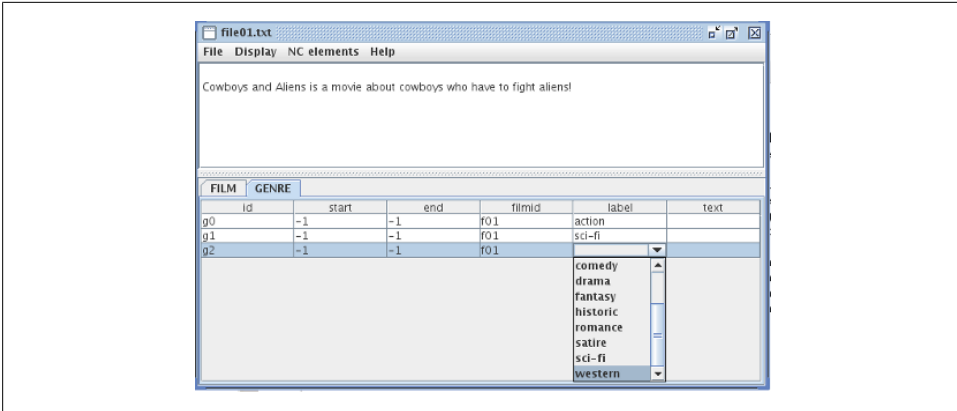 file01.txt
File Display NC elements Help
Cowboys and Aliens is a movie about cowboys who have to fight aliens!
FILM GENRE
id start end filmid label text
g0 -1 -1 f01 action
g1 -1 -1 f01 sci-fi
g2 -1 -1 f01
comedy
drama
fantasy
historic
romance
satire
sci-fi
western